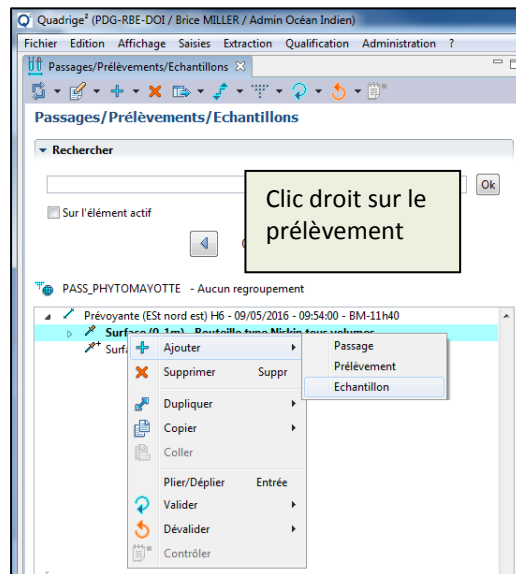 Quadrige² (PDG-RBE-DOI / Brice MILLER / Admin Océan Indien)
Fichier Edition Affichage Saisies Extraction Qualification Administration ?
Passages/Prélèvements/Echantillons
Passages/Prélèvements/Echantillons
Rechercher
Ok
Sur l'élément actif
Clic droit sur le
prélèvement
PASS_PHYTOMAYOTTE - Aucun regroupement
Prévoyante (ESt nord est) H6 - 09/05/2016 - 09:54:00 - BM-11h40
Surface (0-1m) - Bouteille type Niskin tous volumes
Surf
Ajouter
Passage
Supprimer Suppr
Prélèvement
Echantillon
Dupliquer
Copier
Coller
Plier/Déplier Entrée
Valider
Dévalider
Contrôler